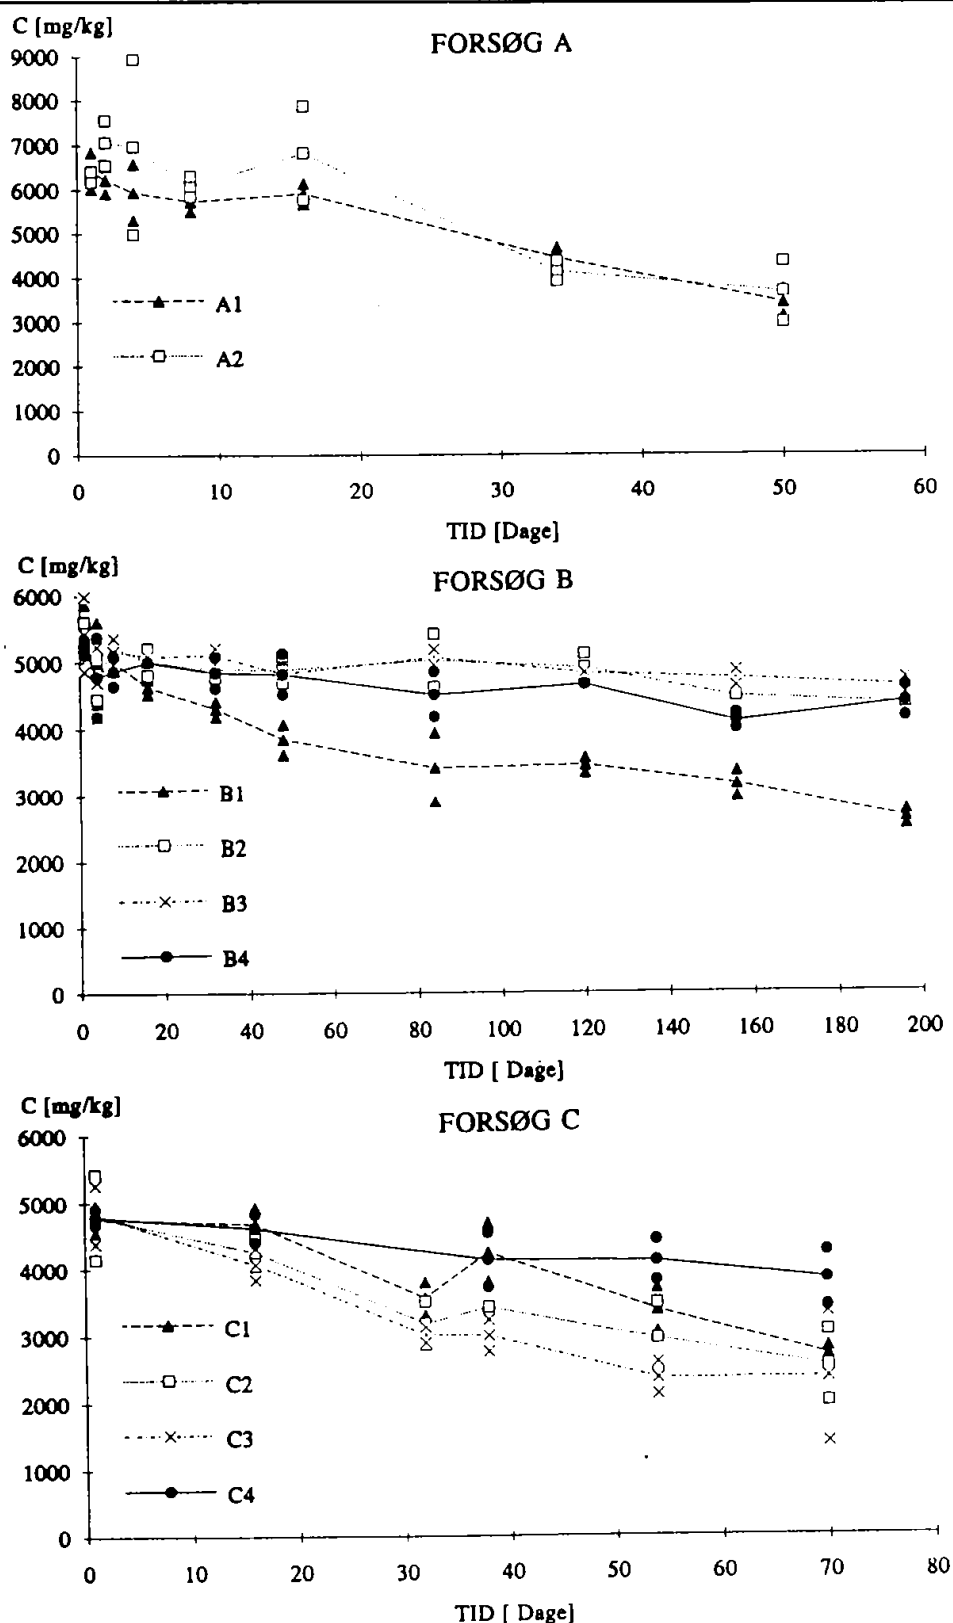 C [mg/kg]
FORSØG A
9000
8000
7000
6000
5000
4000
3000
2000
1000
0
A1
A2
0 10 20 30 40 50 60
TID [Dage]
C [mg/kg]
FORSØG B
6000
5000
4000
3000
2000
1000
0
B1
B2
B3
B4
0 20 40 60 80 100 120 140 160 180 200
TID [ Dage]
C [mg/kg]
FORSØG C
6000
5000
4000
3000
2000
1000
0
C1
C2
C3
C4
0 10 20 30 40 50 60 70 80
TID [ Dage]